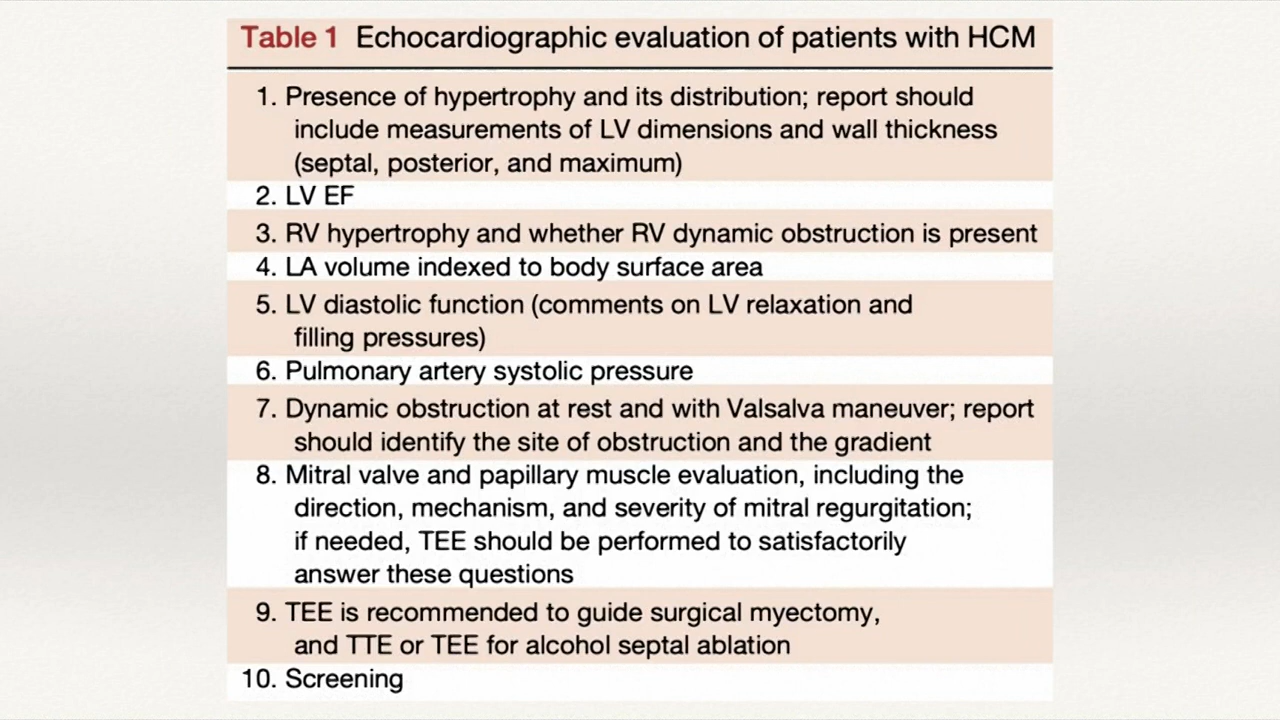 Table 1 Echocardiographic evaluation of patients with HCM
1. Presence of hypertrophy and its distribution; report should
include measurements of LV dimensions and wall thickness
(septal, posterior, and maximum)
2. LV EF
3. RV hypertrophy and whether RV dynamic obstruction is present
4. LA volume indexed to body surface area
5. LV diastolic function (comments on LV relaxation and
filling pressures)
6. Pulmonary artery systolic pressure
7. Dynamic obstruction at rest and with Valsalva maneuver; report
should identify the site of obstruction and the gradient
8. Mitral valve and papillary muscle evaluation, including the
direction, mechanism, and severity of mitral regurgitation;
if needed, TEE should be performed to satisfactorily
answer these questions
9. TEE is recommended to guide surgical myectomy,
and TTE or TEE for alcohol septal ablation
10. Screening